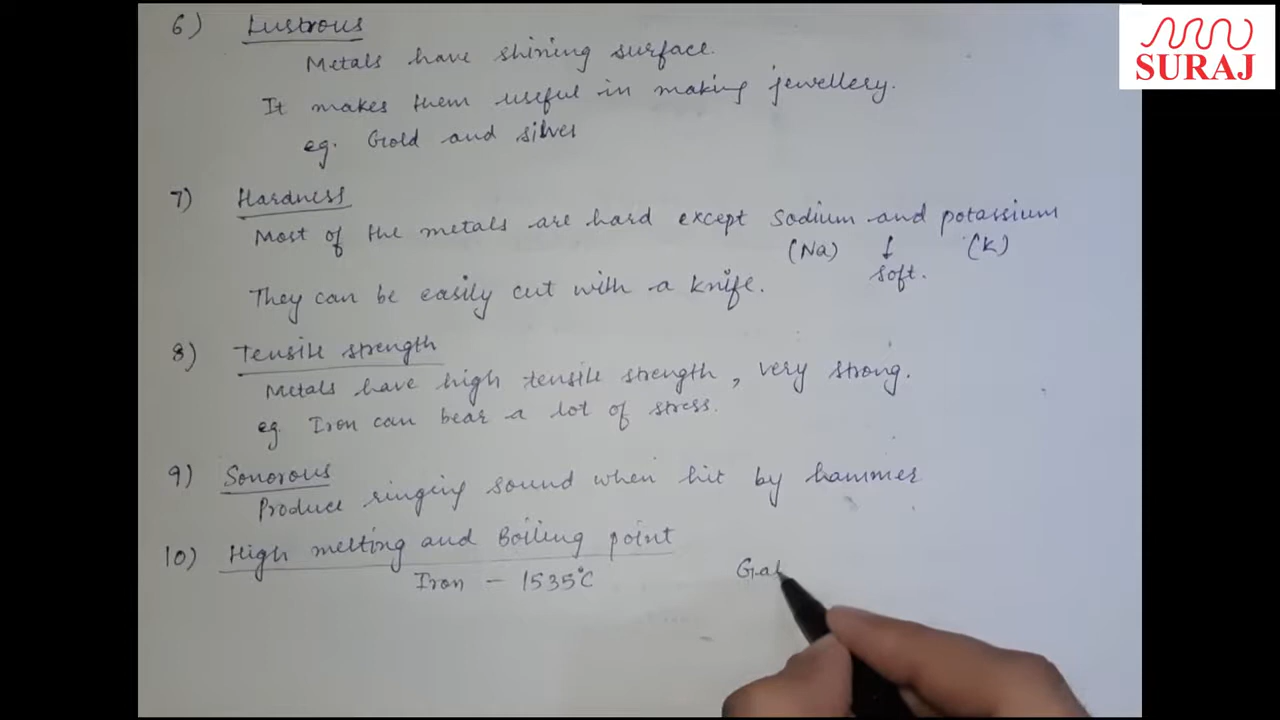 SURAJ
6) Lustrous
Metals have shining surface.
It makes them useful in making jewellery.
eg. Gold and silver
7) Hardness
Most of the metals are hard except sodium and potassium
(Na) ↓ (K)
soft.
They can be easily cut with a knife.
8) Tensile strength
Metals have high tensile strength, very strong.
eg. Iron can bear a lot of stress.
9) Sonorous
Produce ringing sound when hit by hammer
10) High melting and Boiling point
Iron - 1535°C Gal